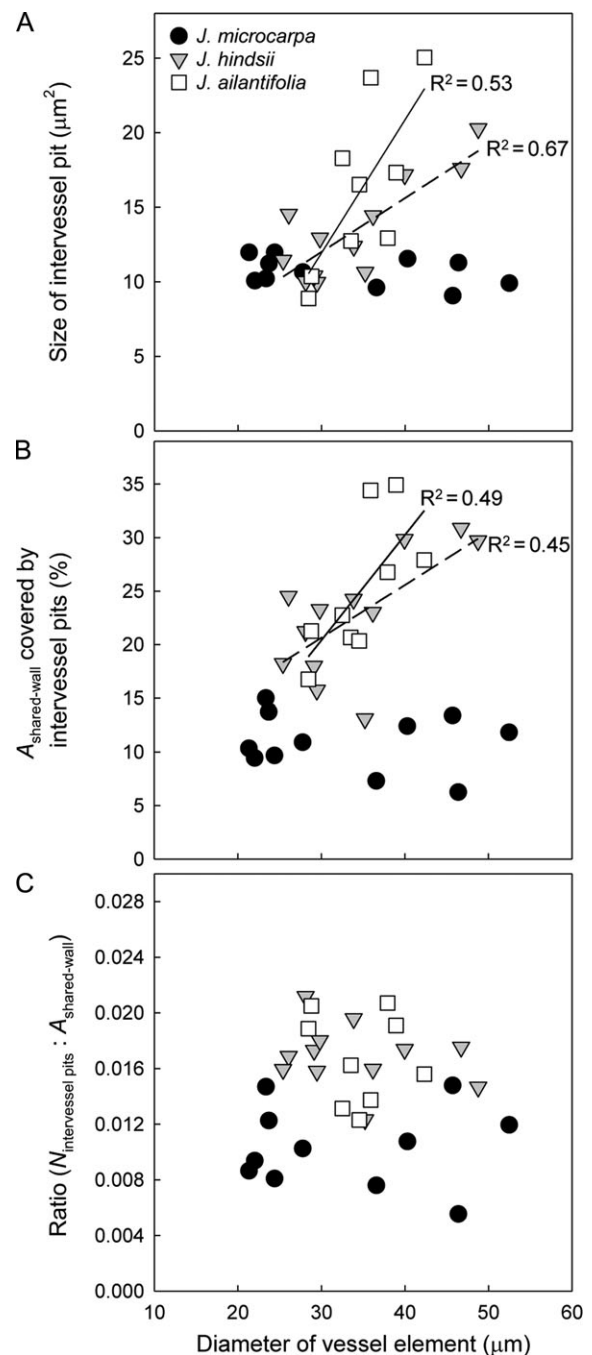 A
J. microcarpa
J. hindsii
J. ailantifolia
R² = 0.53
R² = 0.67
Size of intervessel pit (μm²)
25
20
15
10
5
0
B
R² = 0.49
R² = 0.45
A shared-wall covered by
intervessel pits (%)
35
30
25
20
15
10
5
0
C
Ratio (N intervessel pits : A shared-wall)
0.028
0.024
0.020
0.016
0.012
0.008
0.004
0.000
10 20 30 40 50 60
Diameter of vessel element (μm)